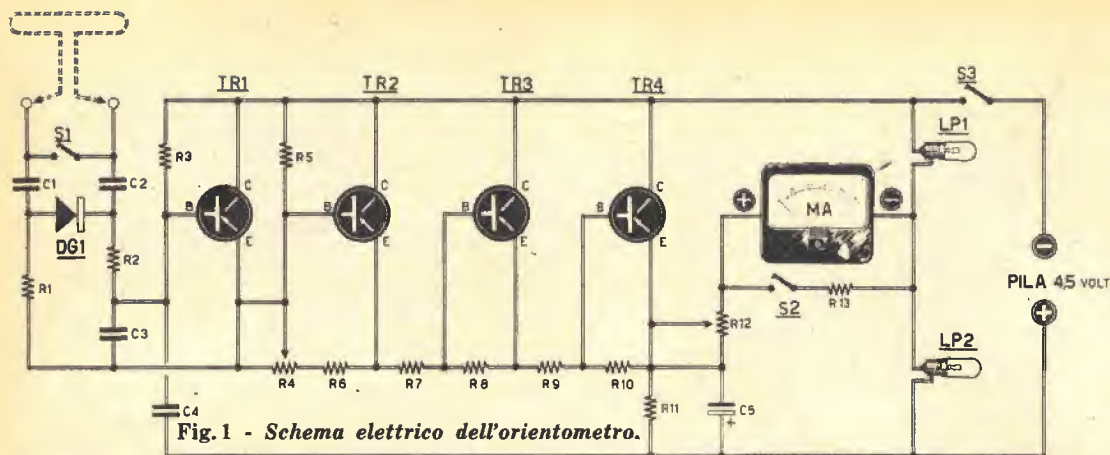 TR1 TR2 TR3 TR4
S3
LP1
S1
R3 R5
C1 C2
B C E
B C E
B C E
B C E
MA
+ -
DG1
R2
R1
S2 R13
PILA 4,5 VOLT
- +
C3
R12
LP2
R4 R6 R7 R8 R9 R10
C4
R11 C5
+
Fig. 1 - Schema elettrico dell'orientometro.